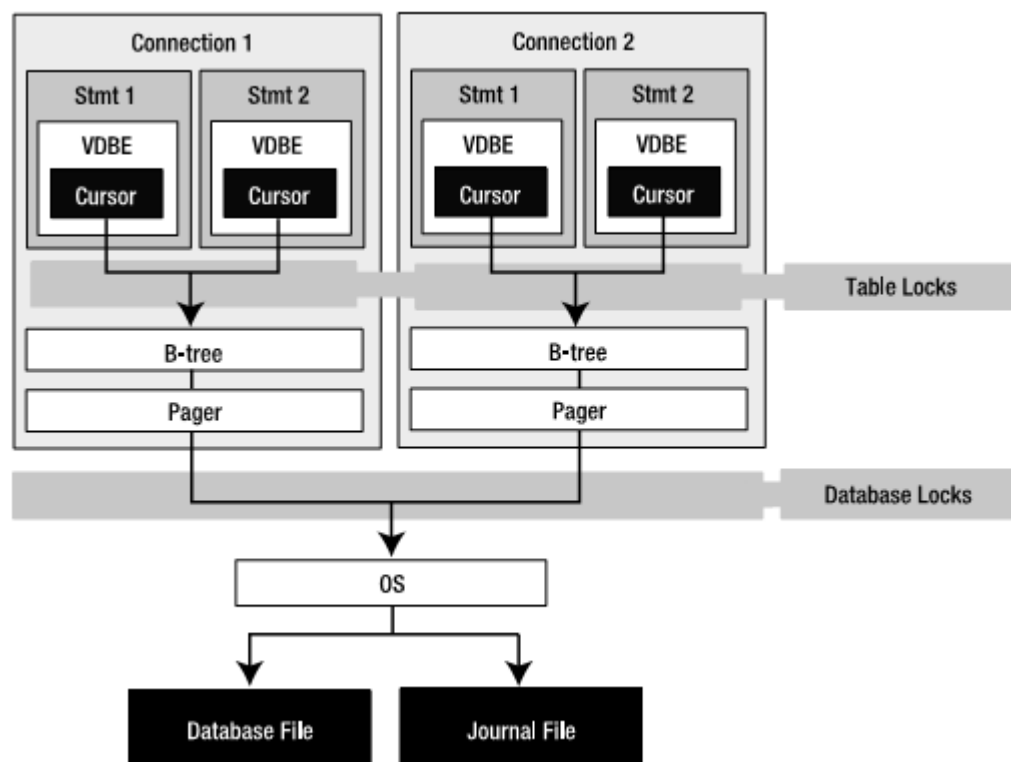 Connection 1
Connection 2
Stmt 1
Stmt 2
Stmt 1
Stmt 2
VDBE
VDBE
VDBE
VDBE
Cursor
Cursor
Cursor
Cursor
Table Locks
B-tree
B-tree
Pager
Pager
Database Locks
OS
Database File
Journal File